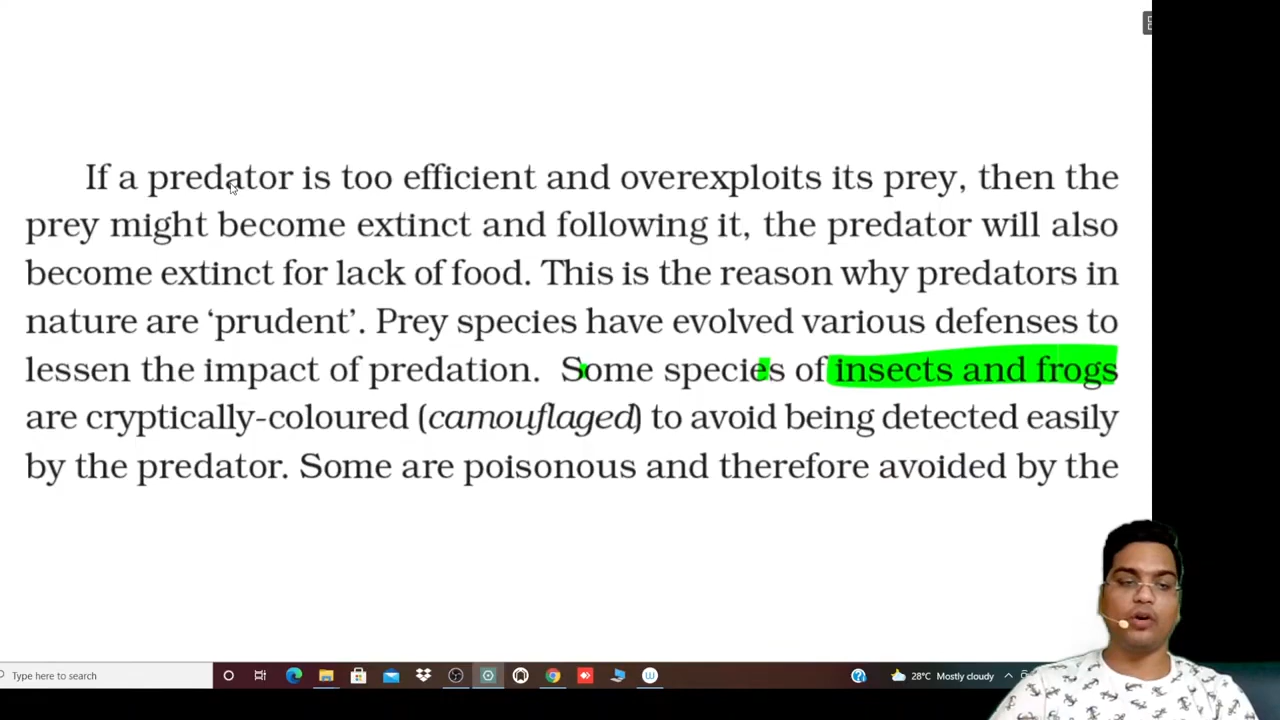 If a predator is too efficient and overexploits its prey, then the
prey might become extinct and following it, the predator will also
become extinct for lack of food. This is the reason why predators in
nature are ‘prudent’. Prey species have evolved various defenses to
lessen the impact of predation. Some species of insects and frogs
are cryptically-coloured (camouflaged) to avoid being detected easily
by the predator. Some are poisonous and therefore avoided by the
Type here to search
28°C Mostly cloudy